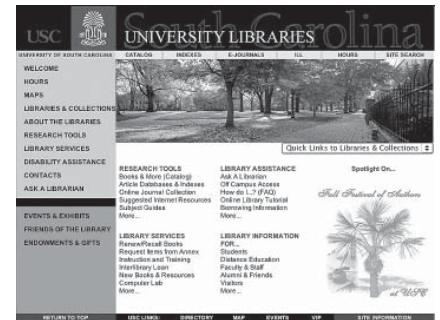 South Carolina
USC
UNIVERSITY LIBRARIES
UNIVERSITY OF SOUTH CAROLINA
CATALOG INDEXES E-JOURNALS ILL HOURS SITE SEARCH
WELCOME
HOURS
MAPS
LIBRARIES & COLLECTIONS
ABOUT THE LIBRARIES
RESEARCH TOOLS
LIBRARY SERVICES
DISABILITY ASSISTANCE
CONTACTS
ASK A LIBRARIAN
EVENTS & EXHIBITS
FRIENDS OF THE LIBRARY
ENDOWMENTS & GIFTS
Quick Links to Libraries & Collections
RESEARCH TOOLS
Books & More (Catalog)
Article Databases & Indexes
Online Journal Collection
Suggested Internet Resources
Subject Guides
More...
LIBRARY ASSISTANCE
Ask A Librarian
Off Campus Access
How do I...? (FAQ)
Online Library Tutorial
Borrowing Information
More...
Spotlight On...
Fall Festival of Authors
at USC
LIBRARY SERVICES
Renew/Recall Books
Request Items from Annex
Instruction and Training
Interlibrary Loan
New Books & Resources
Computer Lab
More...
LIBRARY INFORMATION
FOR...
Students
Distance Education
Faculty & Staff
Alumni & Friends
Visitors
More...
RETURN TO TOP USC LINKS: DIRECTORY MAP EVENTS VIP SITE INFORMATION